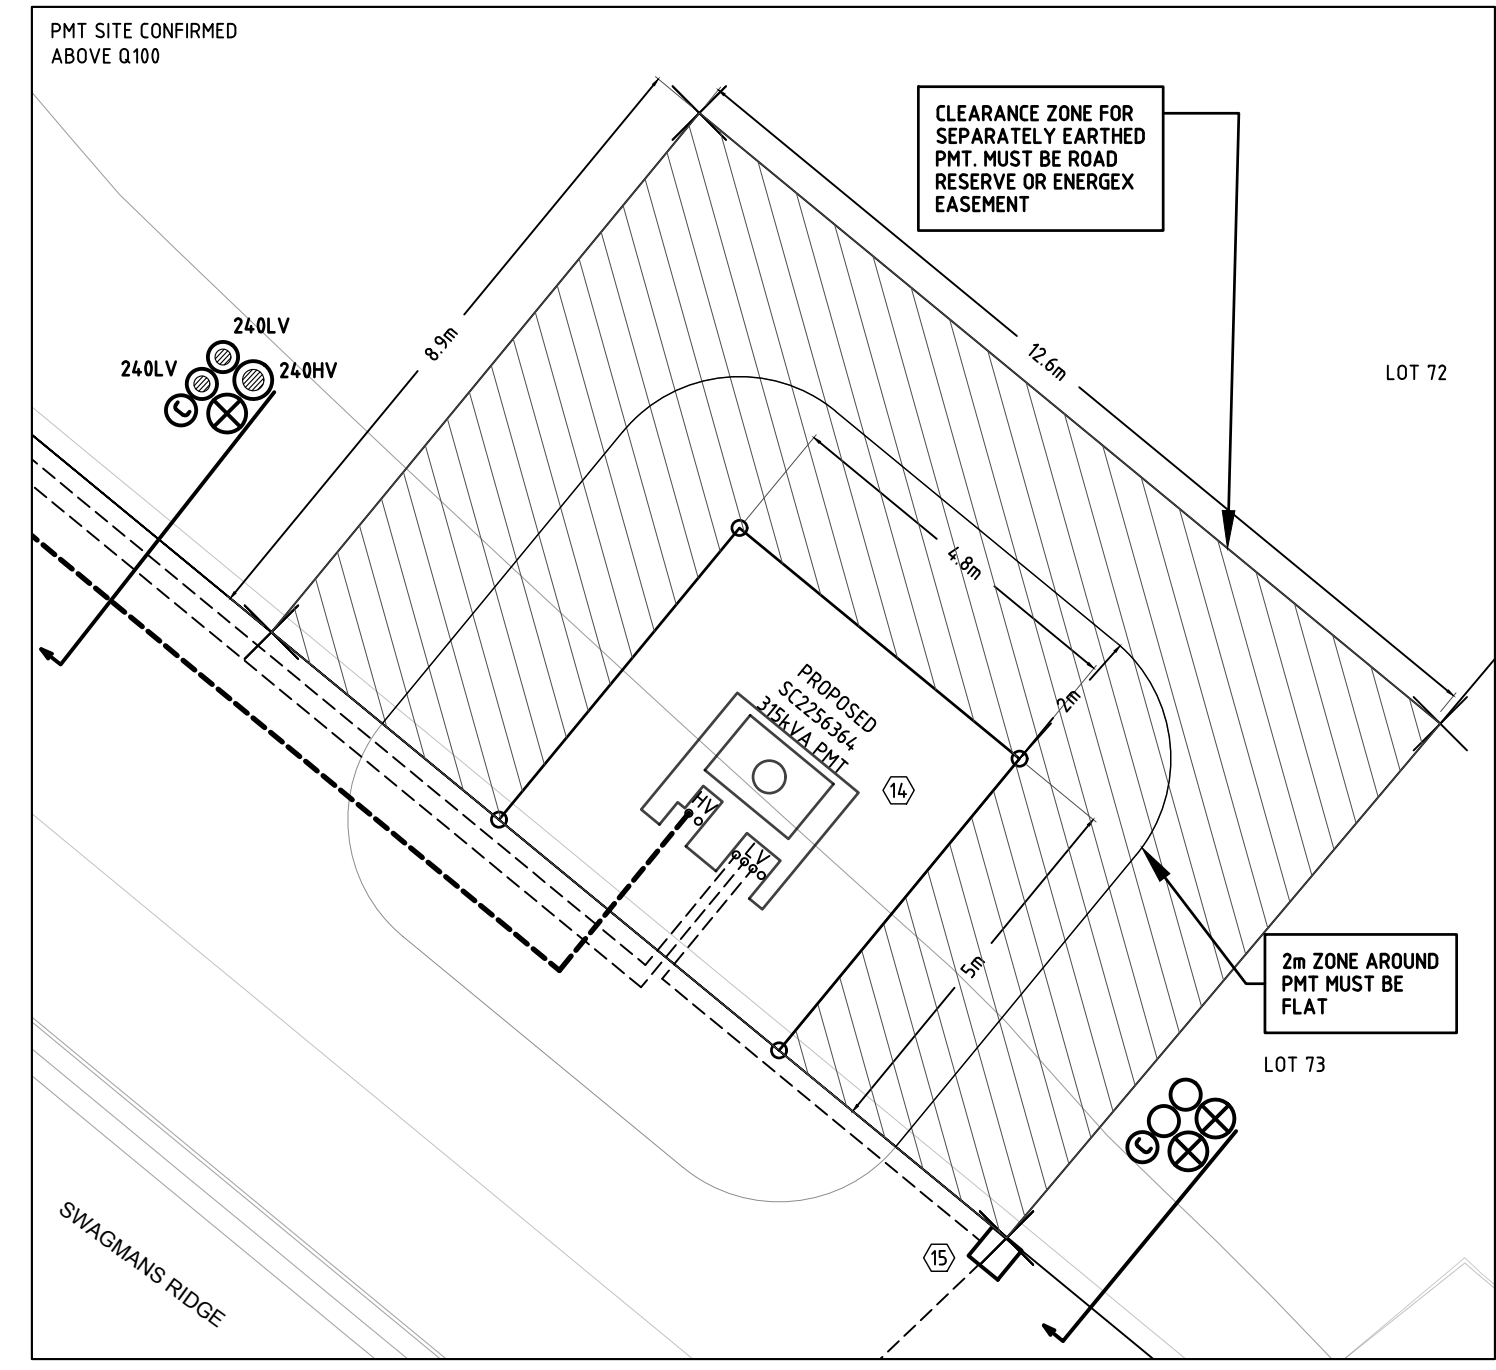 PMT SITE CONFIRMED
ABOVE Q100
CLEARANCE ZONE FOR
SEPARATELY EARTHED
PMT. MUST BE ROAD
RESERVE OR ENERGEX
EASEMENT
8.9m
12.6m
LOT 72
240LV
240LV
240HV
C
4.8m
2m
PROPOSED
SC2256364
315kVA PMT
14
HV
LV
5m
2m ZONE AROUND
PMT MUST BE
FLAT
LOT 73
C
15
SWAGMANS RIDGE